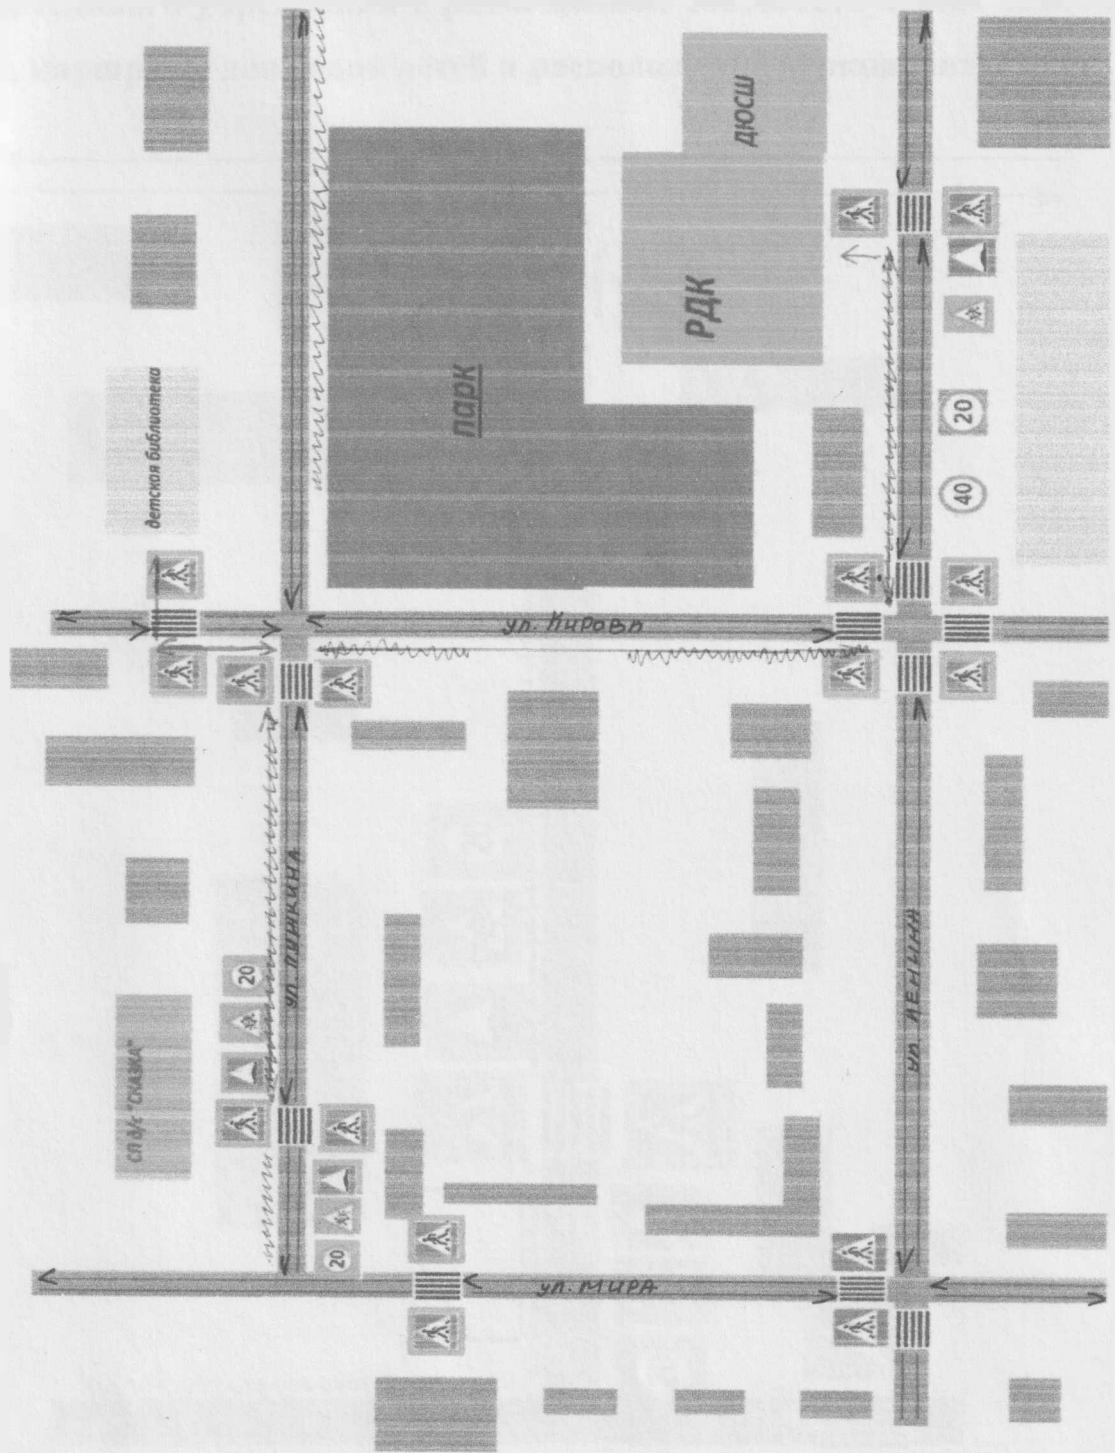 ДЮСШ
РДК
парк
детская библиотека
20
40
ул. Кирова
ул. ПУШКИНА
ул ЛЕНИНА
20
СП д/с "СКАЗКА"
20
ул. МИРА